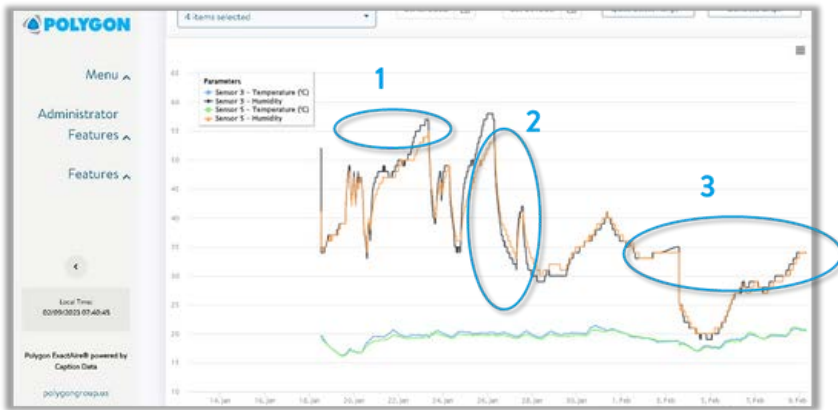 POLYGON
4 items selected
Menu
Administrator
Features
Features
Local Time:
02/09/2023 07:40:45
Polygon ExactAire® powered by
Caption Data
polygongroup.us
Parameters
Sensor 3 - Temperature (°C)
Sensor 3 - Humidity
Sensor 5 - Temperature (°C)
Sensor 5 - Humidity
1
2
3
65
60
55
50
45
40
35
30
25
20
15
10
14. Jan
16. Jan
18. Jan
20. Jan
22. Jan
24. Jan
26. Jan
28. Jan
30. Jan
1. Feb
3. Feb
5. Feb
7. Feb